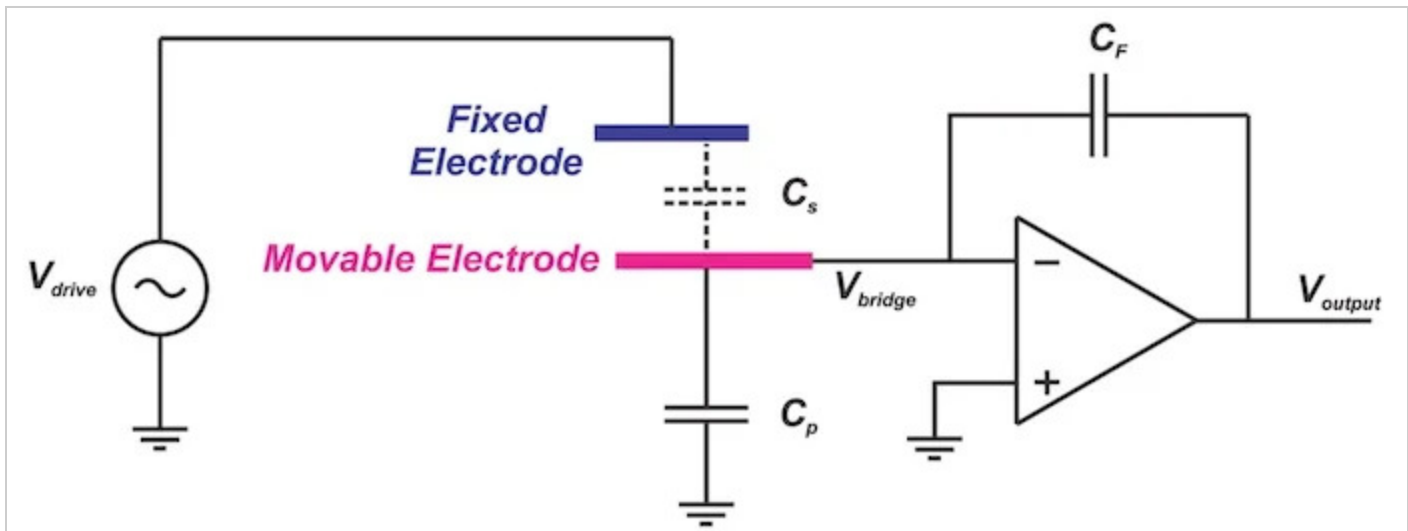 C_F
Fixed
Electrode
C_s
Movable Electrode
V_drive
V_bridge
V_output
−
+
C_p